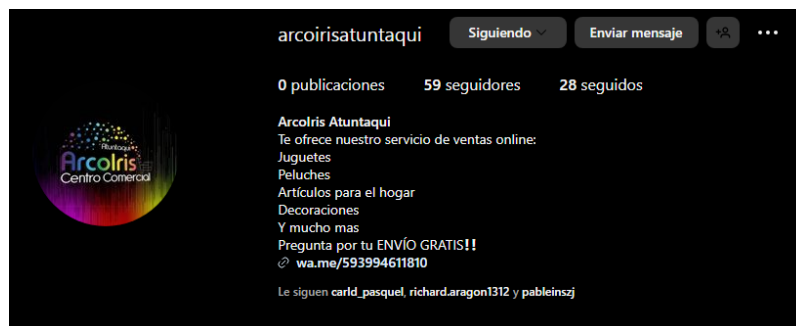 arcoirisatuntaqui Siguiendo Enviar mensaje
0 publicaciones 59 seguidores 28 seguidos
Atuntaqui
ArcoIris
Centro Comercial
ArcoIris Atuntaqui
Te ofrece nuestro servicio de ventas online:
Juguetes
Peluches
Artículos para el hogar
Decoraciones
Y mucho mas
Pregunta por tu ENVÍO GRATIS!!
wa.me/593994611810
Le siguen carld_pasquel, richard.aragon1312 y pableinszj